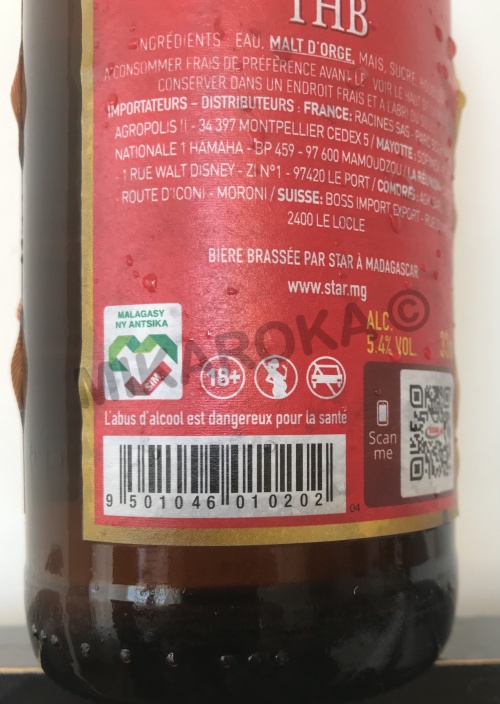 THB
INGRÉDIENTS : EAU, MALT D'ORGE, MAÏS, SUCRE,
À CONSOMMER FRAIS DE PRÉFÉRENCE AVANT LE : VOIR LE HAUT
CONSERVER DANS UN ENDROIT FRAIS ET À L'ABRI DU
IMPORTATEURS – DISTRIBUTEURS : FRANCE: RACINES SAS - PARC
AGROPOLIS II - 34 397 MONTPELLIER CEDEX 5 / MAYOTTE:
NATIONALE 1 HAMAHA - BP 459 - 97 600 MAMOUDZOU / LA RÉUNION
- 1 RUE WALT DISNEY - ZI N°1 - 97420 LE PORT / COMORES:
ROUTE D'ICONI - MORONI / SUISSE: BOSS IMPORT EXPORT - RUE
2400 LE LOCLE
BIÈRE BRASSÉE PAR STAR À MADAGASCAR
www.star.mg
MALAGASY
NY ANTSIKA
SIM
18+
ALC.
5.4% VOL.
MIKAROKA ©
L'abus d'alcool est dangereux pour la santé
Scan
me
9 501046 010202
04